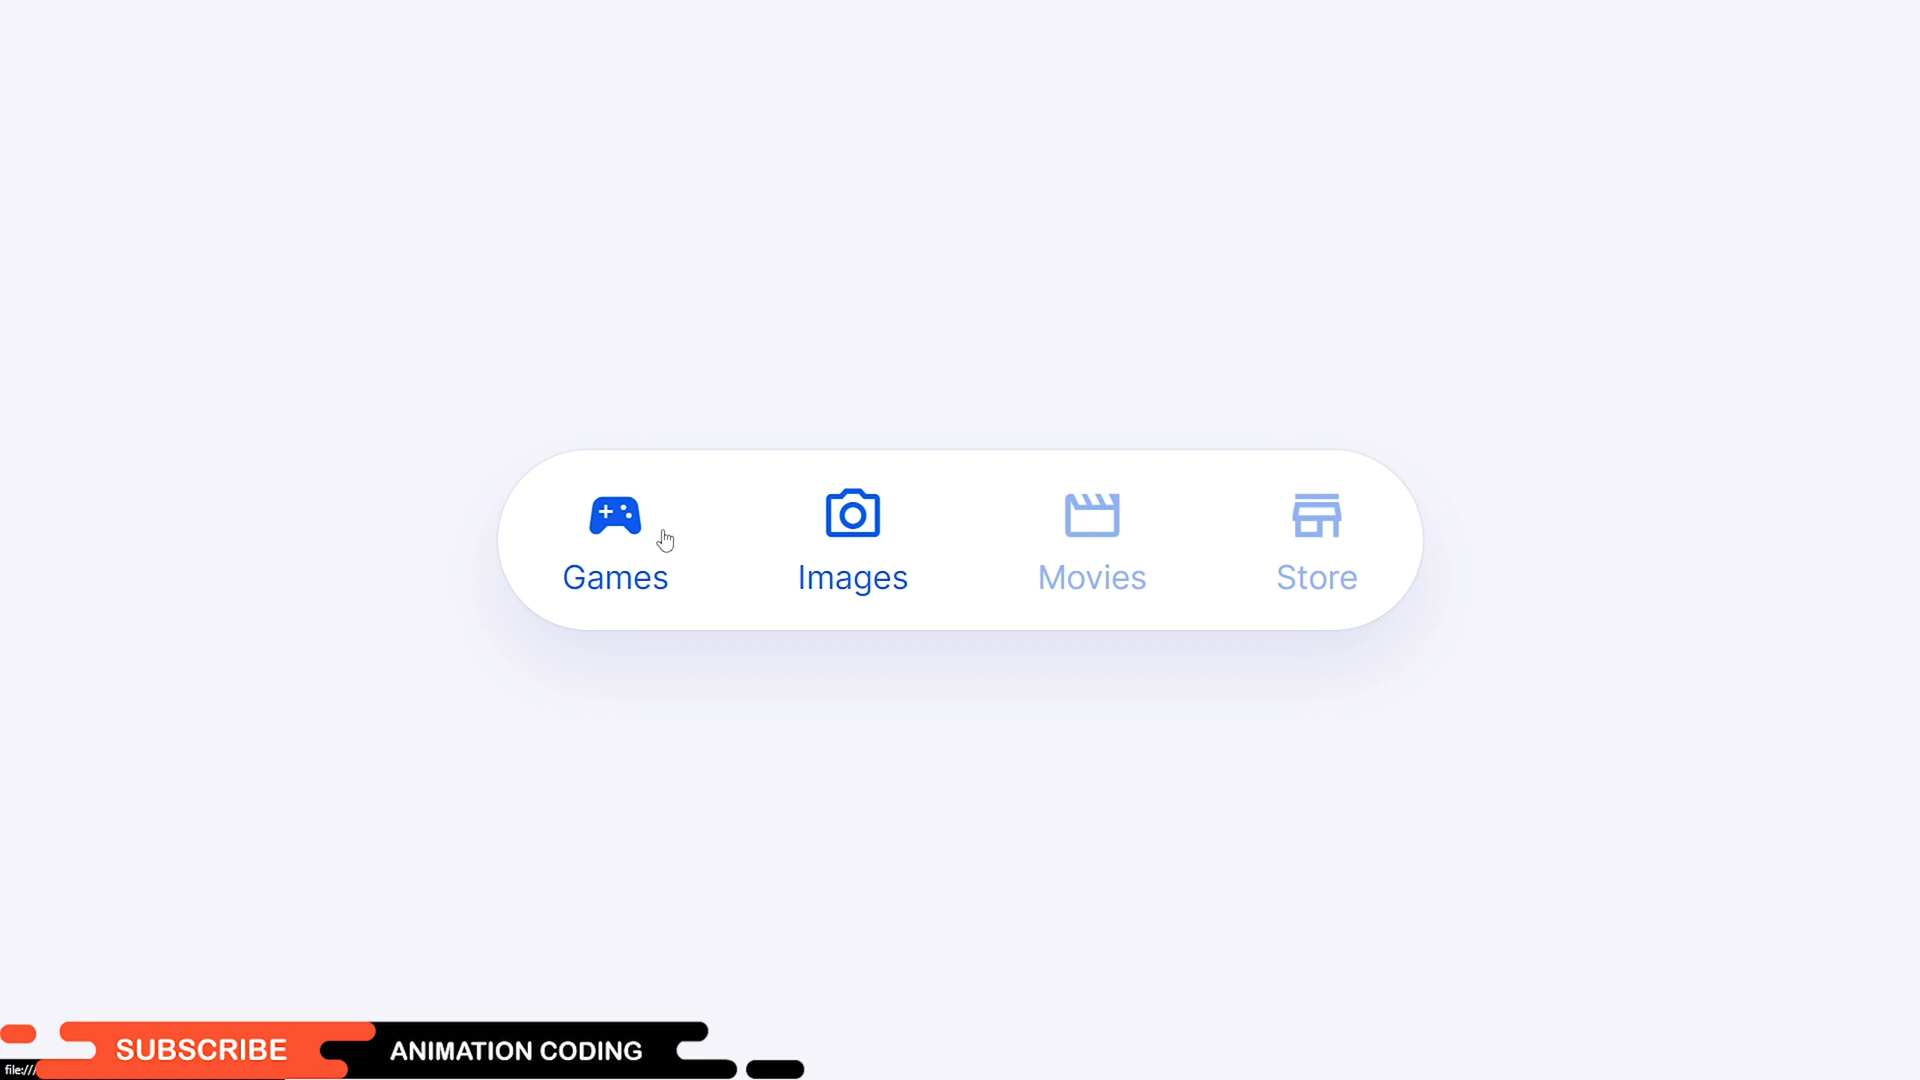 Games
Images
Movies
Store
SUBSCRIBE
ANIMATION CODING
file:///